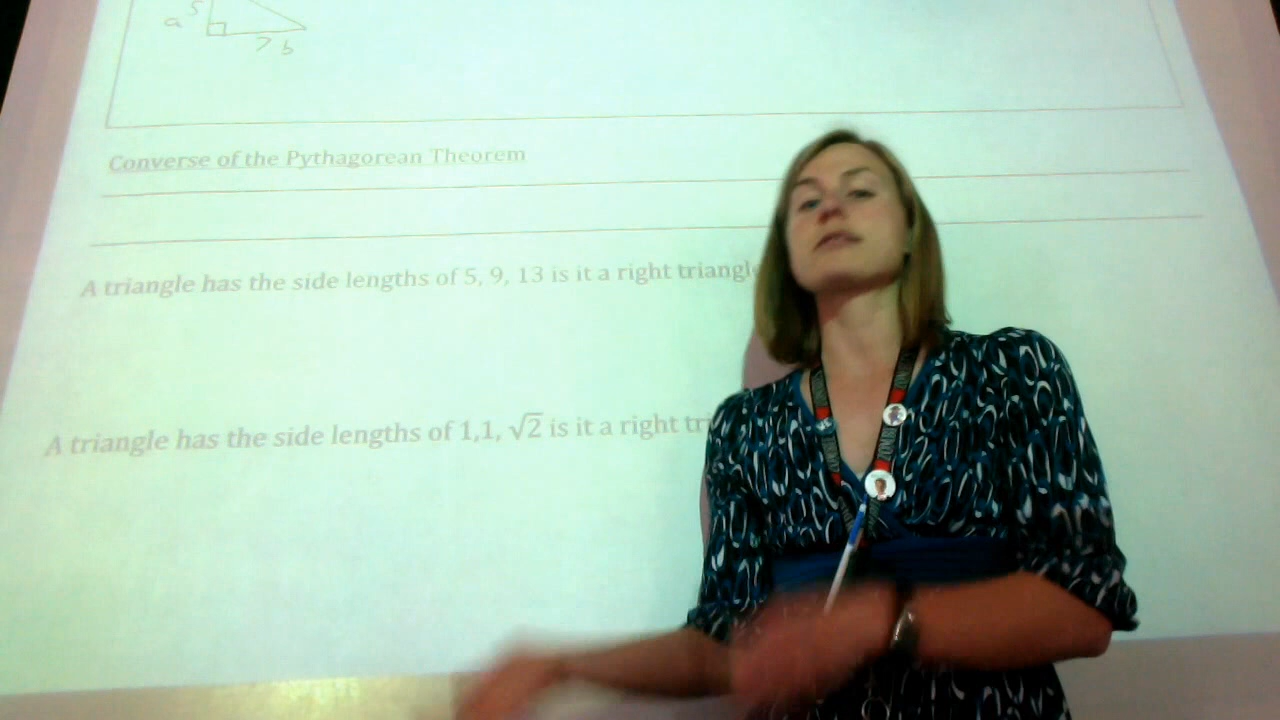 a 5
7 b
Converse of the Pythagorean Theorem
A triangle has the side lengths of 5, 9, 13 is it a right triangle
A triangle has the side lengths of 1,1, √2 is it a right tri